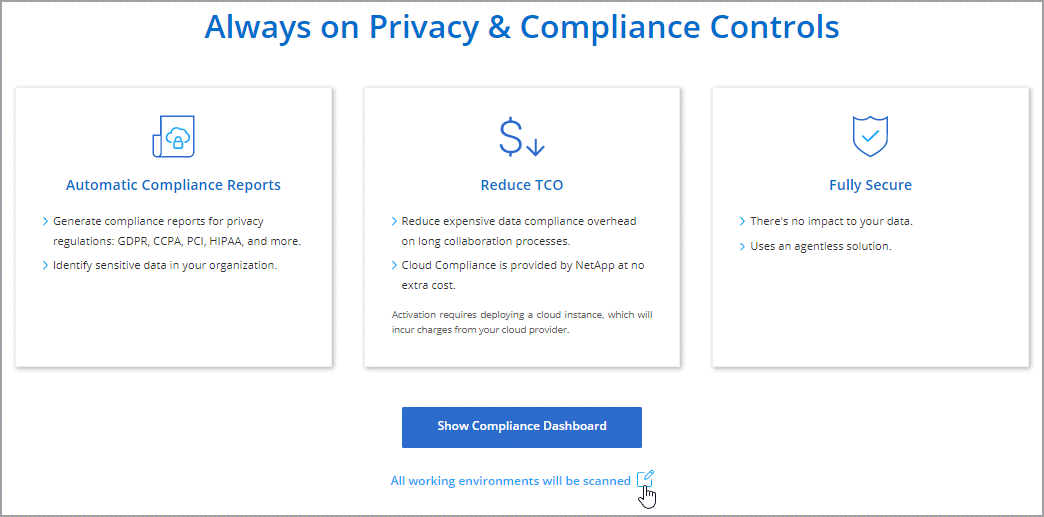 Always on Privacy & Compliance Controls
Automatic Compliance Reports
Generate compliance reports for privacy
regulations: GDPR, CCPA, PCI, HIPAA, and more.
Identify sensitive data in your organization.
Reduce TCO
Reduce expensive data compliance overhead
on long collaboration processes.
Cloud Compliance is provided by NetApp at no
extra cost.
Activation requires deploying a cloud instance, which will
incur charges from your cloud provider.
Fully Secure
There's no impact to your data.
Uses an agentless solution.
Show Compliance Dashboard
All working environments will be scanned